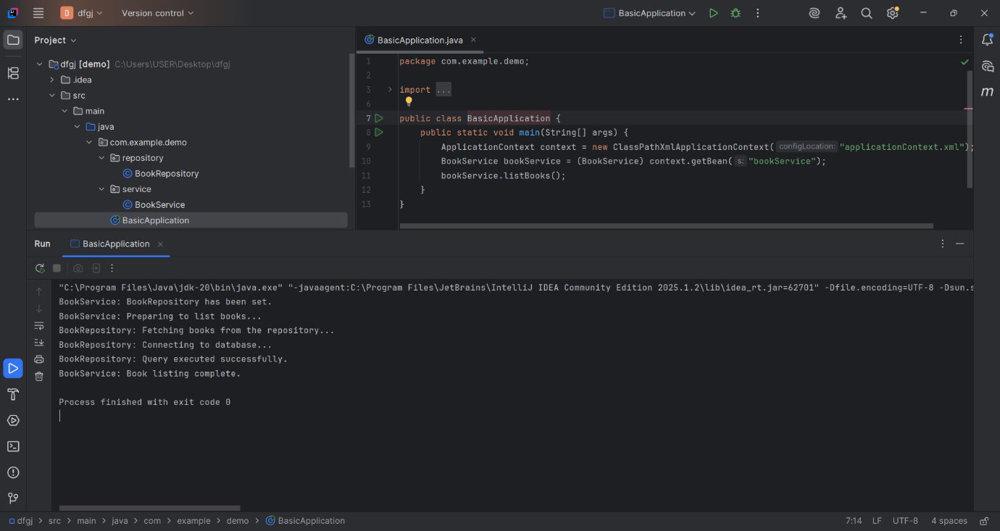 D dfgj Version control BasicApplication
Project
dfgj [demo] C:\Users\USER\Desktop\dfgj
.idea
src
main
java
com.example.demo
repository
BookRepository
service
BookService
BasicApplication
BasicApplication.java
1 package com.example.demo;
2
3 import ...
6
7 public class BasicApplication {
8 public static void main(String[] args) {
9 ApplicationContext context = new ClassPathXmlApplicationContext( configLocation: "applicationContext.xml");
10 BookService bookService = (BookService) context.getBean( s: "bookService");
11 bookService.listBooks();
12 }
13 }
m
Run BasicApplication
"C:\Program Files\Java\jdk-20\bin\java.exe" "-javaagent:C:\Program Files\JetBrains\IntelliJ IDEA Community Edition 2025.1.2\lib\idea_rt.jar=62701" -Dfile.encoding=UTF-8 -Dsun.s
BookService: BookRepository has been set.
BookService: Preparing to list books...
BookRepository: Fetching books from the repository...
BookRepository: Connecting to database...
BookRepository: Query executed successfully.
BookService: Book listing complete.
Process finished with exit code 0
dfgj > src > main > java > com > example > demo > BasicApplication 7:14 LF UTF-8 4 spaces